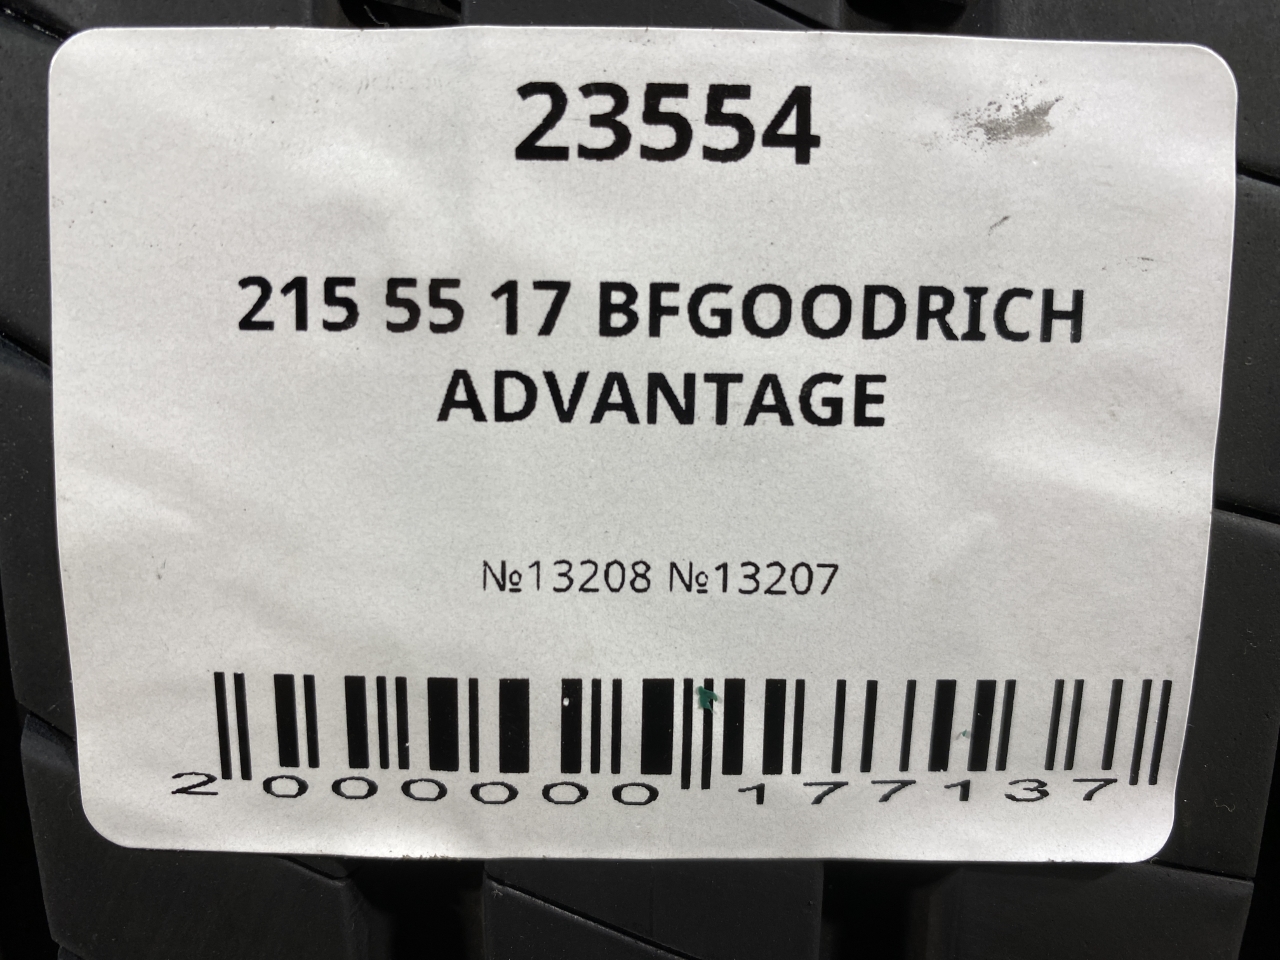 23554
215 55 17 BFGOODRICH
ADVANTAGE
№13208 №13207
2 000000 177137